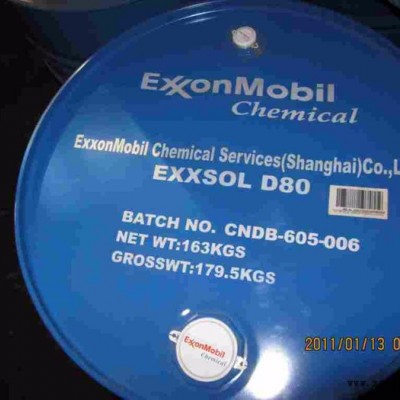 ExxonMobil
Chemical
ExxonMobil Chemical Services(Shanghai)Co.,L
EXXSOL D80
BATCH NO. CNDB-605-006
NET WT:163KGS
GROSSWT:179.5KGS
ExxonMobil
Chemical
2011/01/13